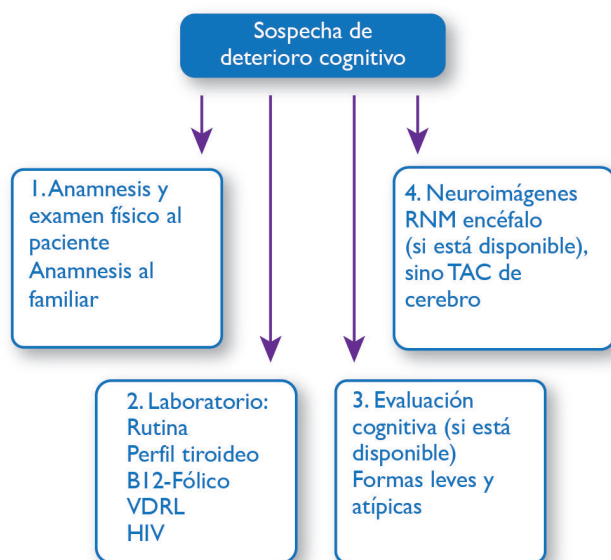 Sospecha de
deterioro cognitivo
1. Anamnesis y
examen físico al
paciente
Anamnesis al
familiar
2. Laboratorio:
Rutina
Perfil tiroideo
B12-Fólico
VDRL
HIV
3. Evaluación
cognitiva (si está
disponible)
Formas leves y
atípicas
4. Neuroimágenes
RNM encéfalo
(si está disponible),
sino TAC de
cerebro